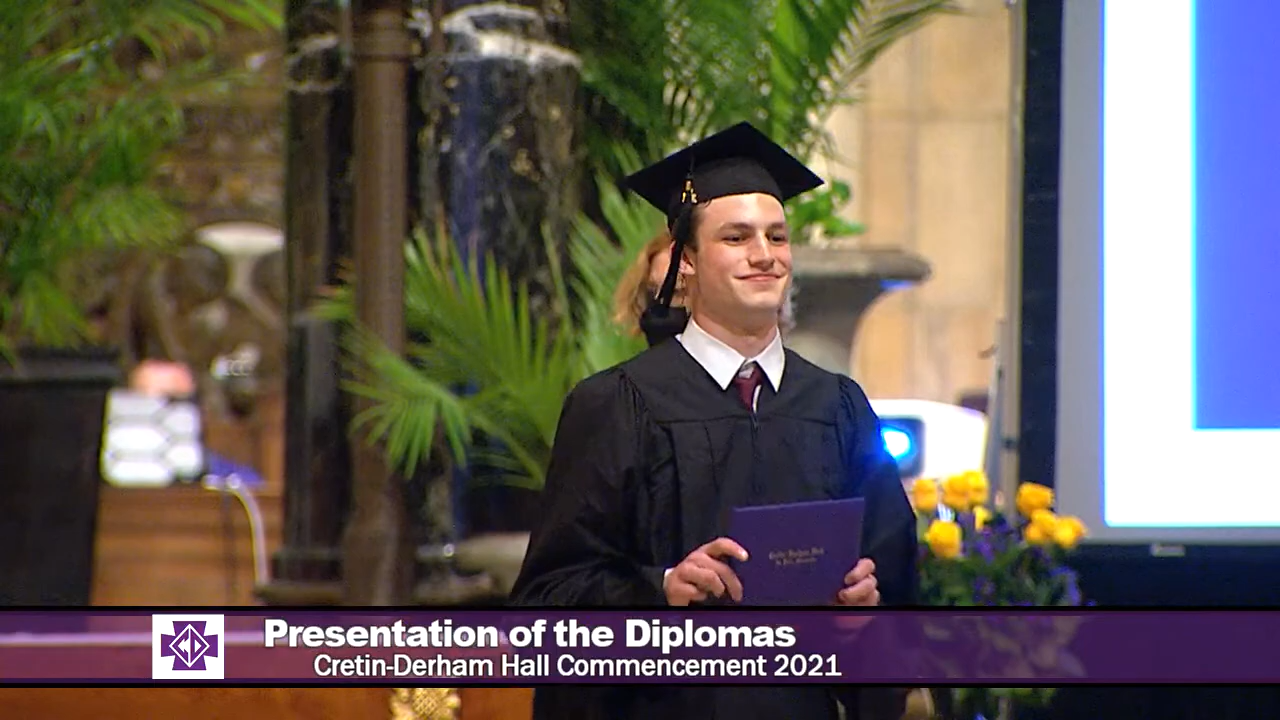 Presentation of the Diplomas
Cretin-Derham Hall Commencement 2021